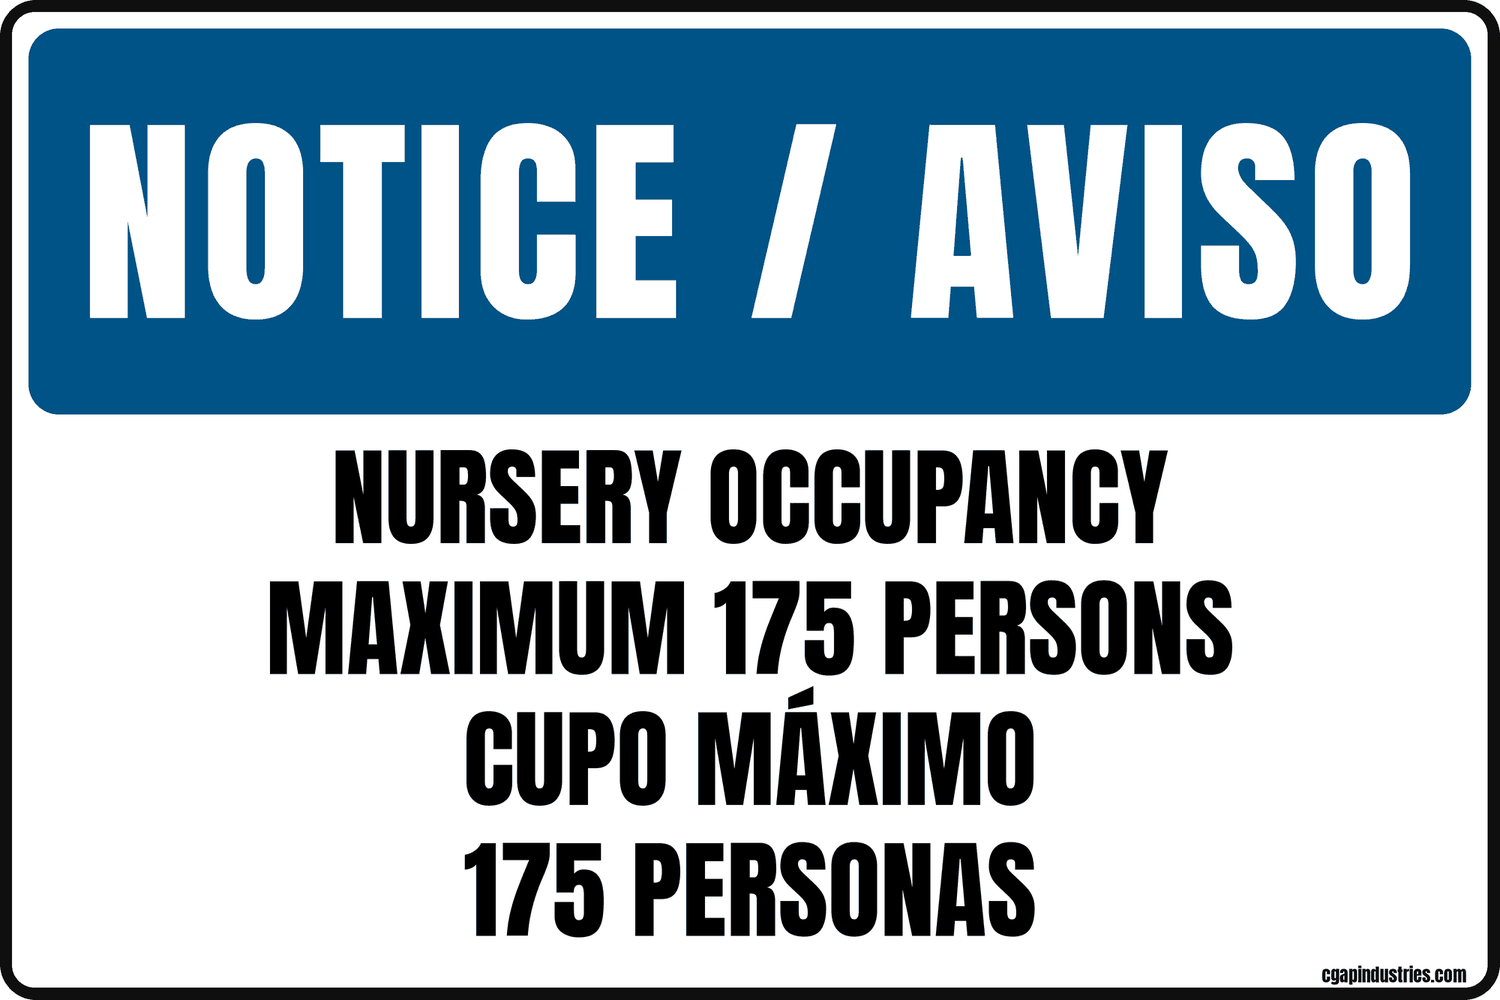 NOTICE / AVISO
NURSERY OCCUPANCY
MAXIMUM 175 PERSONS
CUPO MÁXIMO
175 PERSONAS
cgapindustries.com